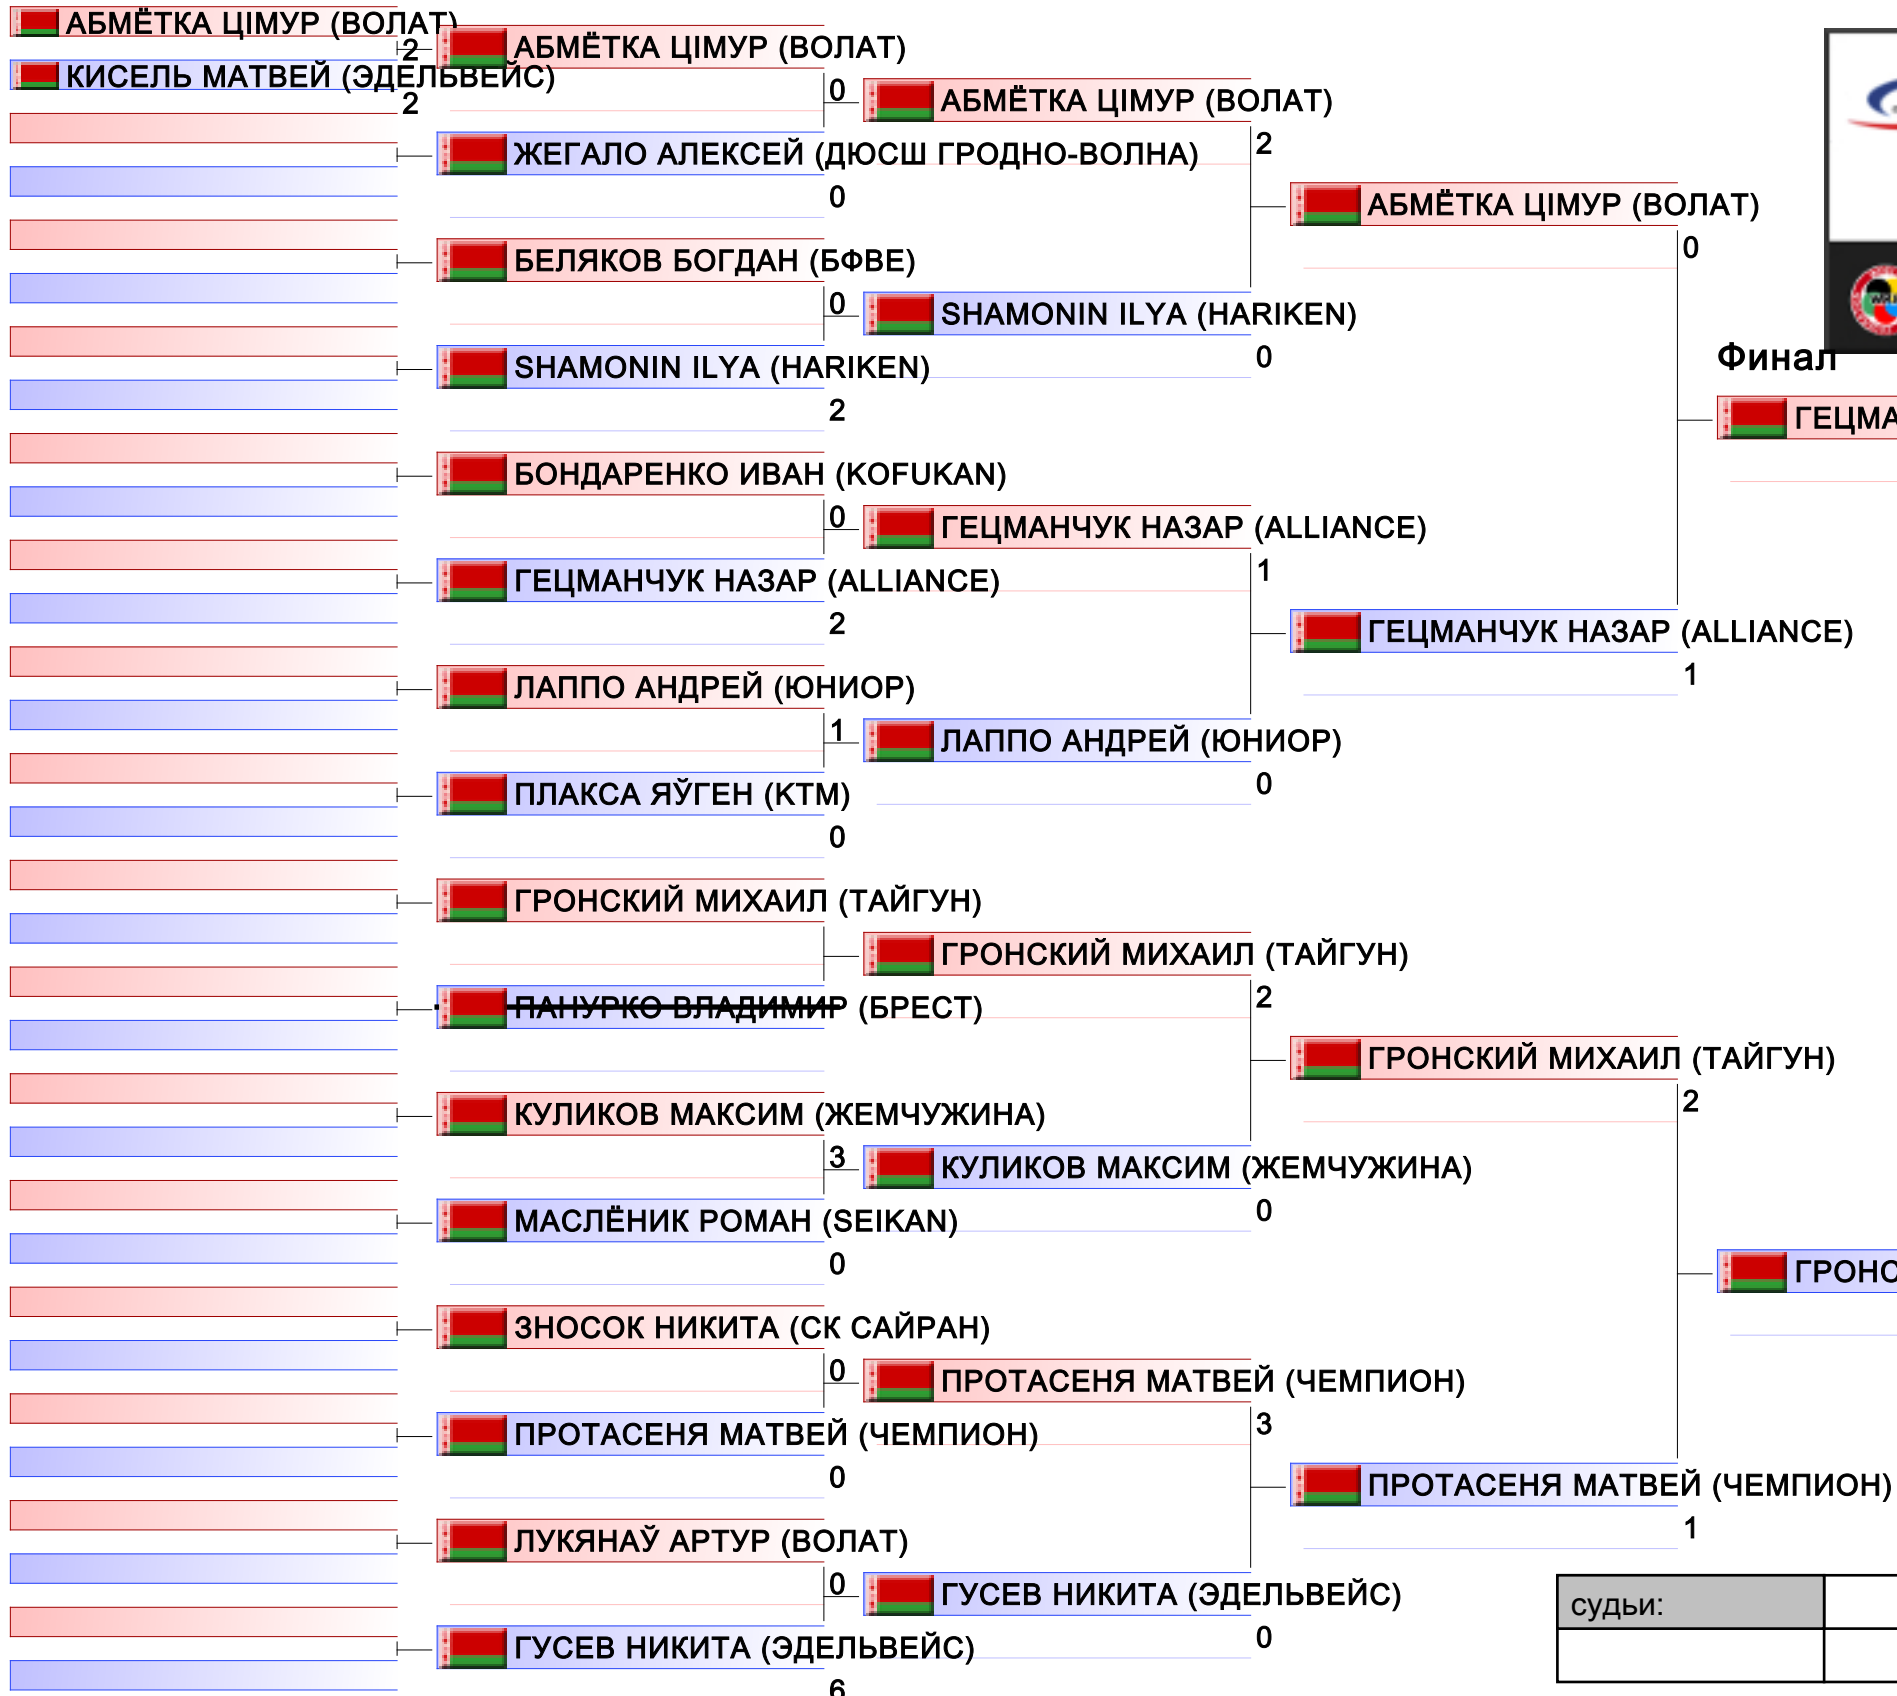 АБМЁТКА ЦІМУР (ВОЛАТ)
2
КИСЕЛЬ МАТВЕЙ (ЭДЕЛЬВЕЙС)
2
АБМЁТКА ЦІМУР (ВОЛАТ)
0
ЖЕГАЛО АЛЕКСЕЙ (ДЮСШ ГРОДНО-ВОЛНА)
0
БЕЛЯКОВ БОГДАН (БФВЕ)
0
SHAMONIN ILYA (HARIKEN)
2
БОНДАРЕНКО ИВАН (KOFUKAN)
0
ГЕЦМАНЧУК НАЗАР (ALLIANCE)
2
ЛАППО АНДРЕЙ (ЮНИОР)
1
ПЛАКСА ЯЎГЕН (КТМ)
0
ГРОНСКИЙ МИХАИЛ (ТАЙГУН)
ПАНУРКО ВЛАДИМИР (БРЕСТ)
КУЛИКОВ МАКСИМ (ЖЕМЧУЖИНА)
3
МАСЛЁНИК РОМАН (SEIKAN)
0
ЗНОСОК НИКИТА (СК САЙРАН)
0
ПРОТАСЕНЯ МАТВЕЙ (ЧЕМПИОН)
0
ЛУКЯНАЎ АРТУР (ВОЛАТ)
0
ГУСЕВ НИКИТА (ЭДЕЛЬВЕЙС)
6
АБМЁТКА ЦІМУР (ВОЛАТ)
2
SHAMONIN ILYA (HARIKEN)
0
ГЕЦМАНЧУК НАЗАР (ALLIANCE)
1
ЛАППО АНДРЕЙ (ЮНИОР)
0
ГРОНСКИЙ МИХАИЛ (ТАЙГУН)
2
КУЛИКОВ МАКСИМ (ЖЕМЧУЖИНА)
0
ПРОТАСЕНЯ МАТВЕЙ (ЧЕМПИОН)
3
ГУСЕВ НИКИТА (ЭДЕЛЬВЕЙС)
0
АБМЁТКА ЦІМУР (ВОЛАТ)
0
ГЕЦМАНЧУК НАЗАР (ALLIANCE)
1
ГРОНСКИЙ МИХАИЛ (ТАЙГУН)
2
ПРОТАСЕНЯ МАТВЕЙ (ЧЕМПИОН)
1
Финал
ГЕЦМА
ГРОНС
судьи: